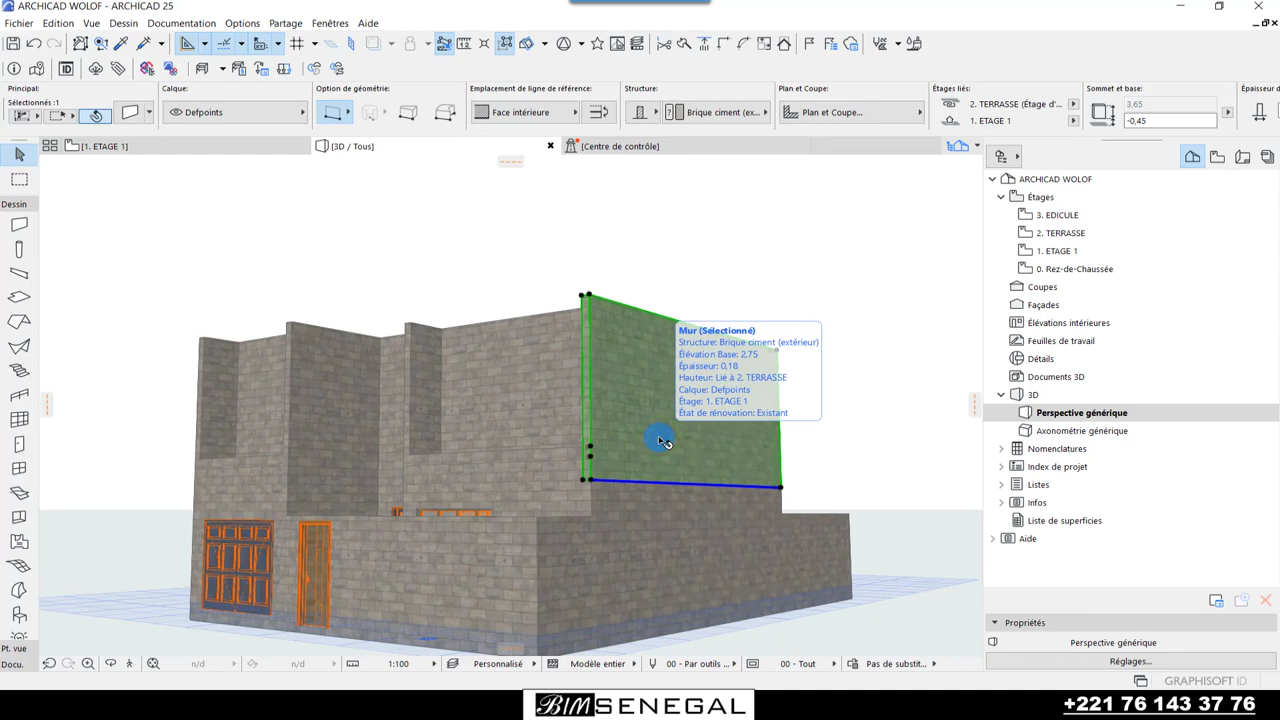 ARCHICAD WOLOF - ARCHICAD 25
Fichier Edition Vue Dessin Documentation Options Partage Fenêtres Aide
Principal:
Sélectionnés :1
Calque:
Defpoints
Option de géométrie:
Emplacement de ligne de référence:
Face intérieure
Structure:
Brique ciment (ex...
Plan et Coupe:
Plan et Coupe...
Étages liés:
2. TERRASSE (Étage d'...
1. ETAGE 1
Sommet et base:
3,65
-0,45
Épaisseur d
[1. ETAGE 1]
[3D / Tous]
[Centre de contrôle]
Dessin
Mur (Sélectionné)
Structure: Brique ciment (extérieur)
Élévation Base: 2,75
Épaisseur: 0,18
Hauteur: Lié à 2. TERRASSE
Calque: Defpoints
Étage: 1. ETAGE 1
État de rénovation: Existant
ARCHICAD WOLOF
Étages
3. EDICULE
2. TERRASSE
1. ETAGE 1
0. Rez-de-Chaussée
Coupes
Façades
Élévations intérieures
Feuilles de travail
Détails
Documents 3D
3D
Perspective générique
Axonométrie générique
Nomenclatures
Index de projet
Listes
Infos
Liste de superficies
Aide
Propriétés
Perspective générique
Réglages...
Pt. vue
Docu.
n/d
n/d
1:100
Personnalisé
Modèle entier
00 - Par outils ...
00 - Tout
Pas de substit...
GRAPHISOFT ID
BIMSENEGAL
+221 76 143 37 76